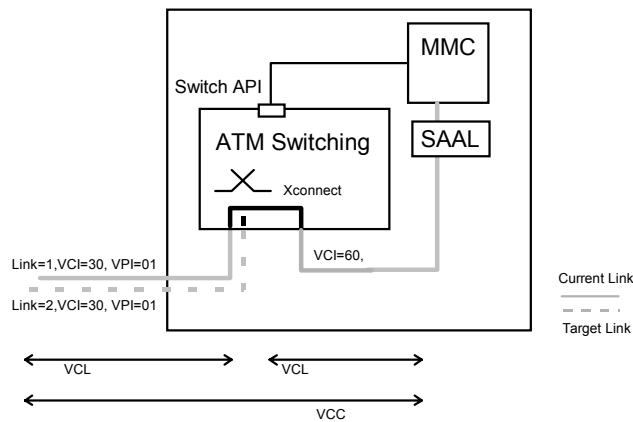 MMC
Switch API
ATM Switching
SAAL
Xconnect
VCI=60,
Link=1,VCI=30, VPI=01
Link=2,VCI=30, VPI=01
Current Link
Target Link
VCL
VCL
VCC